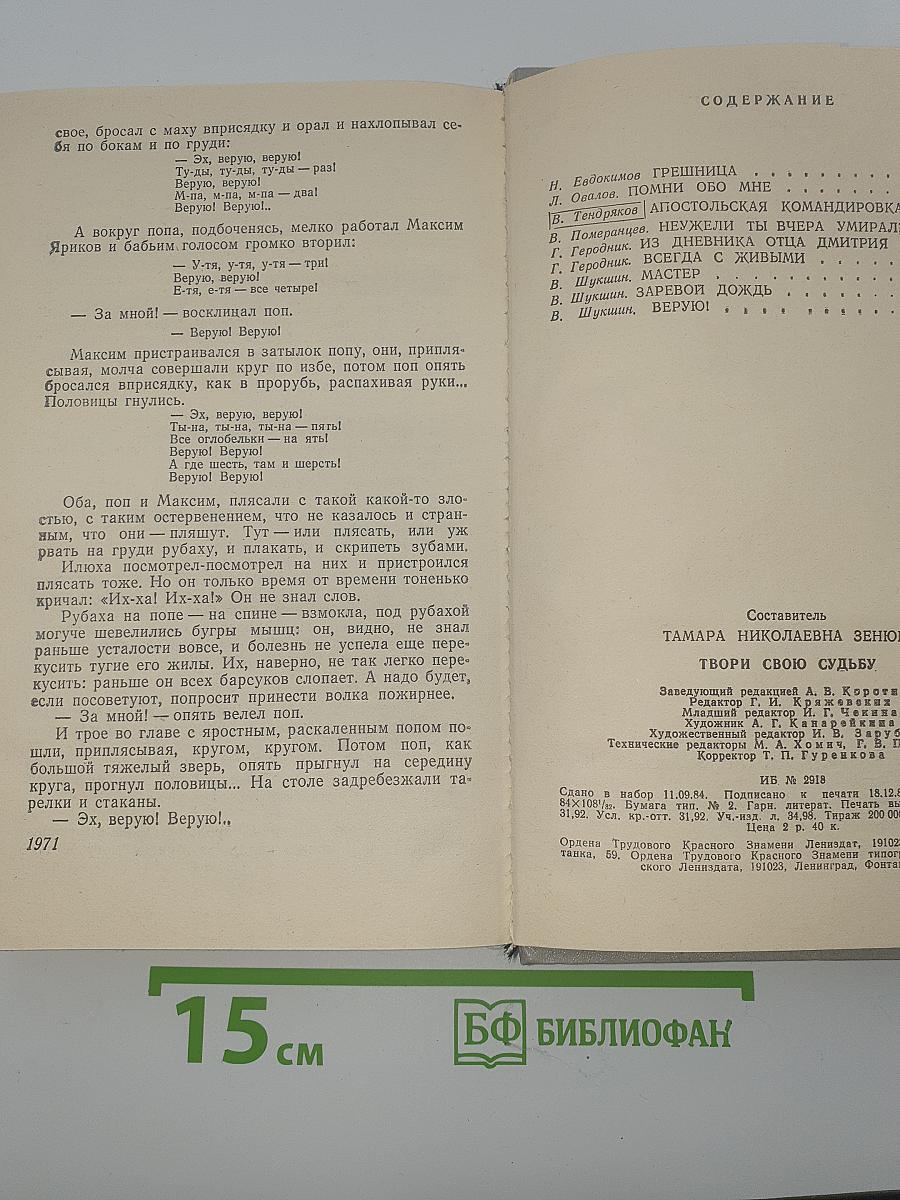 свое, бросал с маху вприсядку и орал и нахлопывал се-
бя по бокам и по груди:
— Эх, верую, верую!
Ту-ды, ту-ды, ту-ды — раз!
Верую, верую!
М-па, м-па, м-па — два!
Верую! Верую!..
А вокруг попа, подбоченясь, мелко работал Максим
Яриков и бабьим голосом громко вторил:
— У-тя, у-тя, у-тя — три!
Верую, верую!
Е-тя, е-тя — все четыре!
— За мной! — восклицал поп.
— Верую! Верую!
Максим пристраивался в затылок попу, они, припля-
сывая, молча совершали круг по избе, потом поп опять
бросался вприсядку, как в прорубь, распахивая руки...
Половицы гнулись.
— Эх, верую, верую!
Ты-на, ты-на, ты-на — пять!
Все оглобельки — на ять!
Верую! Верую!
А где шесть, там и шерсть!
Верую! Верую!
Оба, поп и Максим, плясали с такой какой-то зло-
стью, с таким остервенением, что не казалось и стран-
ным, что они — пляшут. Тут — или плясать, или уж
рвать на груди рубаху, и плакать, и скрипеть зубами.
Илюха посмотрел-посмотрел на них и пристроился
плясать тоже. Но он только время от времени тоненько
кричал: «Их-ха! Их-ха!» Он не знал слов.
Рубаха на попе — на спине — взмокла, под рубахой
могуче шевелились бугры мышц: он, видно, не знал
раньше усталости вовсе, и болезнь не успела еще пере-
кусить тугие его жилы. Их, наверно, не так легко пере-
кусить: раньше он всех барсуков слопает. А надо будет,
если посоветуют, попросит принести волка пожирнее.
— За мной! — опять велел поп.
И трое во главе с яростным, раскаленным попом по-
шли, приплясывая, кругом, кругом. Потом поп, как
большой тяжелый зверь, опять прыгнул на середину
круга, прогнул половицы... На столе задребезжали та-
релки и стаканы.
— Эх, верую! Верую!..
1971
СОДЕРЖАНИЕ
Н. Евдокимов ГРЕШНИЦА . . . . . . . . .
Л. Овалов. ПОМНИ ОБО МНЕ . . . . . . .
В. Тендряков АПОСТОЛЬСКАЯ КОМАНДИРОВКА
В. Померанцев. НЕУЖЕЛИ ТЫ ВЧЕРА УМИРАЛ
Г. Геродник. ИЗ ДНЕВНИКА ОТЦА ДМИТРИЯ
Г. Геродник. ВСЕГДА С ЖИВЫМИ . . . . .
В. Шукшин. МАСТЕР . . . . . . . . . .
В. Шукшин. ЗАРЕВОЙ ДОЖДЬ . . . . . . .
В. Шукшин. ВЕРУЮ! . . . . . . . . . .
Составитель
ТАМАРА НИКОЛАЕВНА ЗЕНЮ
ТВОРИ СВОЮ СУДЬБУ
Заведующий редакцией А. В. Коротн
Редактор Г. И. Кряжевских
Младший редактор И. Г. Чекина
Художник А. Г. Канарейкина
Художественный редактор И. В. Заруб
Технические редакторы М. А. Хомич, Г. В. П
Корректор Т. П. Гуренкова
ИБ № 2918
Сдано в набор 11.09.84. Подписано к печати 18.12.8
84×108 1/32. Бумага тип. № 2. Гарн. литерат. Печать вы
31,92. Усл. кр.-отт. 31,92. Уч.-изд. л. 34,98. Тираж 200 000
Цена 2 р. 40 к.
Ордена Трудового Красного Знамени Лениздат, 191023
танка, 59. Ордена Трудового Красного Знамени типогр
ского Лениздата, 191023, Ленинград, Фонта
15 см
БФ БИБЛИОФАН